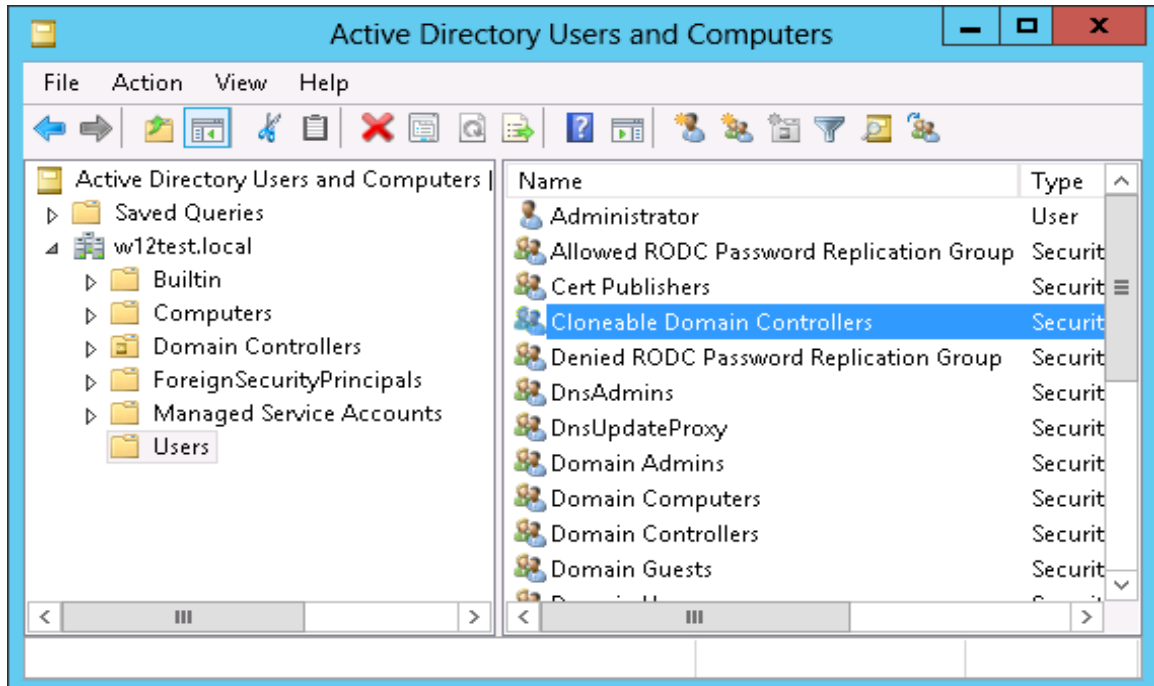 Active Directory Users and Computers
File Action View Help
Active Directory Users and Computers
Saved Queries
w12test.local
Builtin
Computers
Domain Controllers
ForeignSecurityPrincipals
Managed Service Accounts
Users
Name Type
Administrator User
Allowed RODC Password Replication Group Securit
Cert Publishers Securit
Cloneable Domain Controllers Securit
Denied RODC Password Replication Group Securit
DnsAdmins Securit
DnsUpdateProxy Securit
Domain Admins Securit
Domain Computers Securit
Domain Controllers Securit
Domain Guests Securit